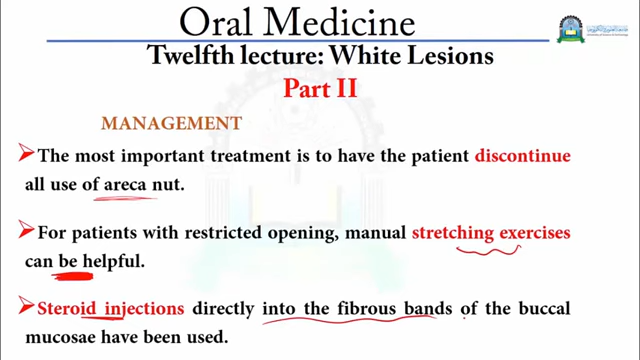 Oral Medicine
Twelfth lecture: White Lesions
Part II
MANAGEMENT
The most important treatment is to have the patient discontinue
all use of areca nut.
For patients with restricted opening, manual stretching exercises
can be helpful.
Steroid injections directly into the fibrous bands of the buccal
mucosae have been used.